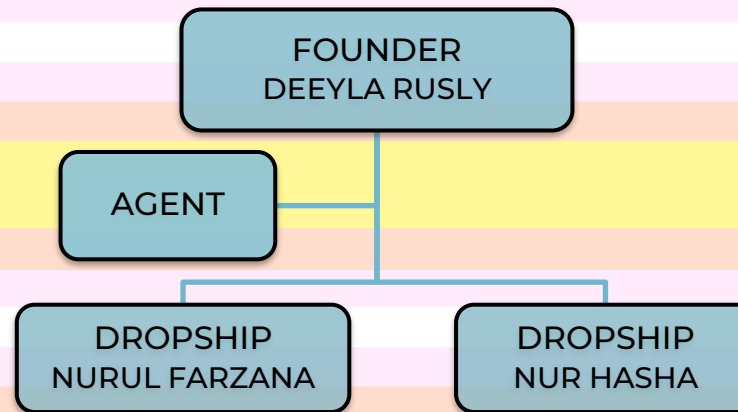 FOUNDER
DEEYLA RUSLY
AGENT
DROPSHIP
NURUL FARZANA
DROPSHIP
NUR HASHA